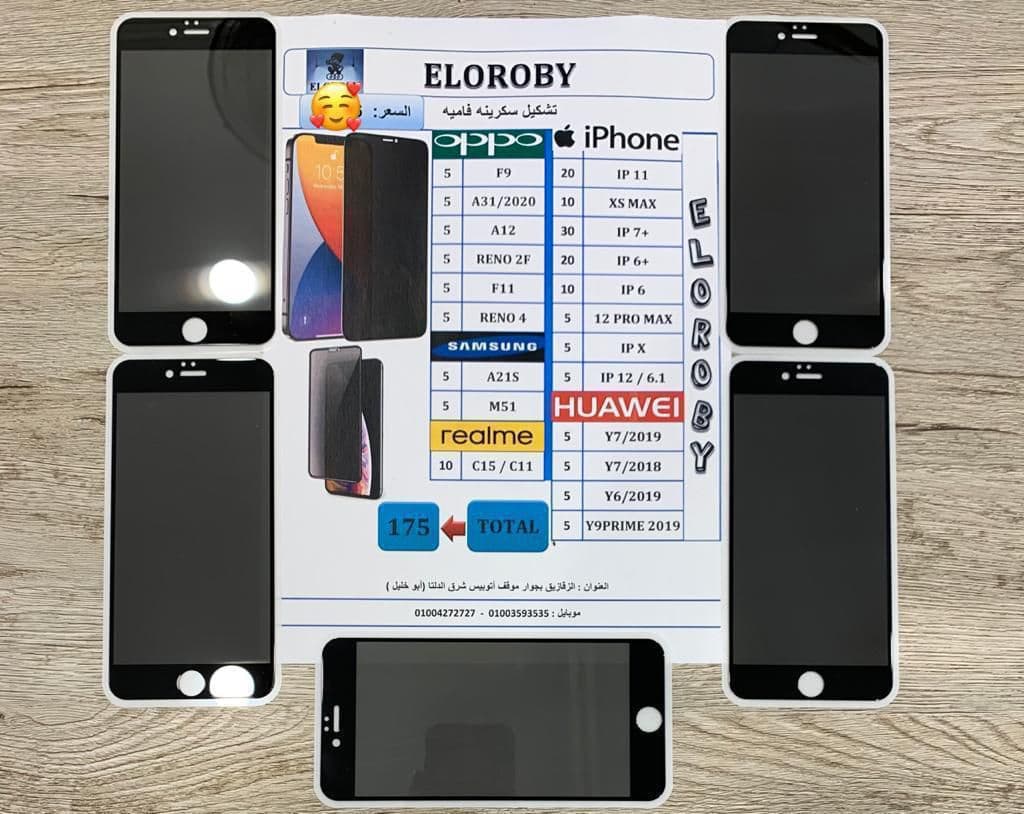 ELOROBY
تشكيل سكرينه فاميه
السعر:
oppo
5 F9
5 A31/2020
5 A12
5 RENO 2F
5 F11
5 RENO 4
SAMSUNG
5 A21S
5 M51
realme
10 C15 / C11
iPhone
20 IP 11
10 XS MAX
30 IP 7+
20 IP 6+
10 IP 6
5 12 PRO MAX
5 IP X
5 IP 12 / 6.1
HUAWEI
5 Y7/2019
5 Y7/2018
5 Y6/2019
5 Y9PRIME 2019
ELOROBY
175 TOTAL
العنوان : الزقازيق بجوار موقف أتوبيس شرق الدلتا (أبو خليل )
موبايل : 01003593535 - 01004272727